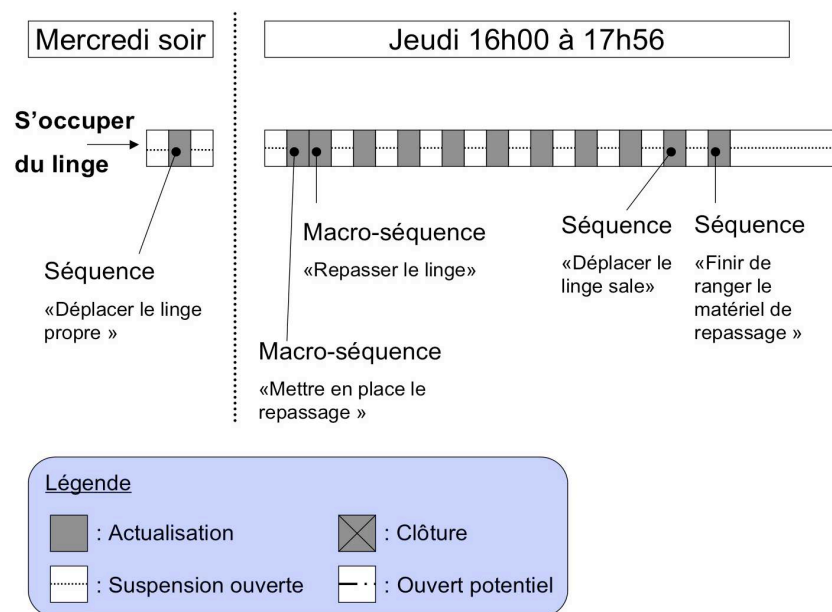 Mercredi soir
Jeudi 16h00 à 17h56
S’occuper
du linge
Séquence
«Déplacer le linge
propre »
Macro-séquence
«Repasser le linge»
Macro-séquence
«Mettre en place le
repassage »
Séquence
«Déplacer le
linge sale»
Séquence
«Finir de
ranger le
matériel de
repassage »
Légende
: Actualisation
: Clôture
: Suspension ouverte
: Ouvert potentiel